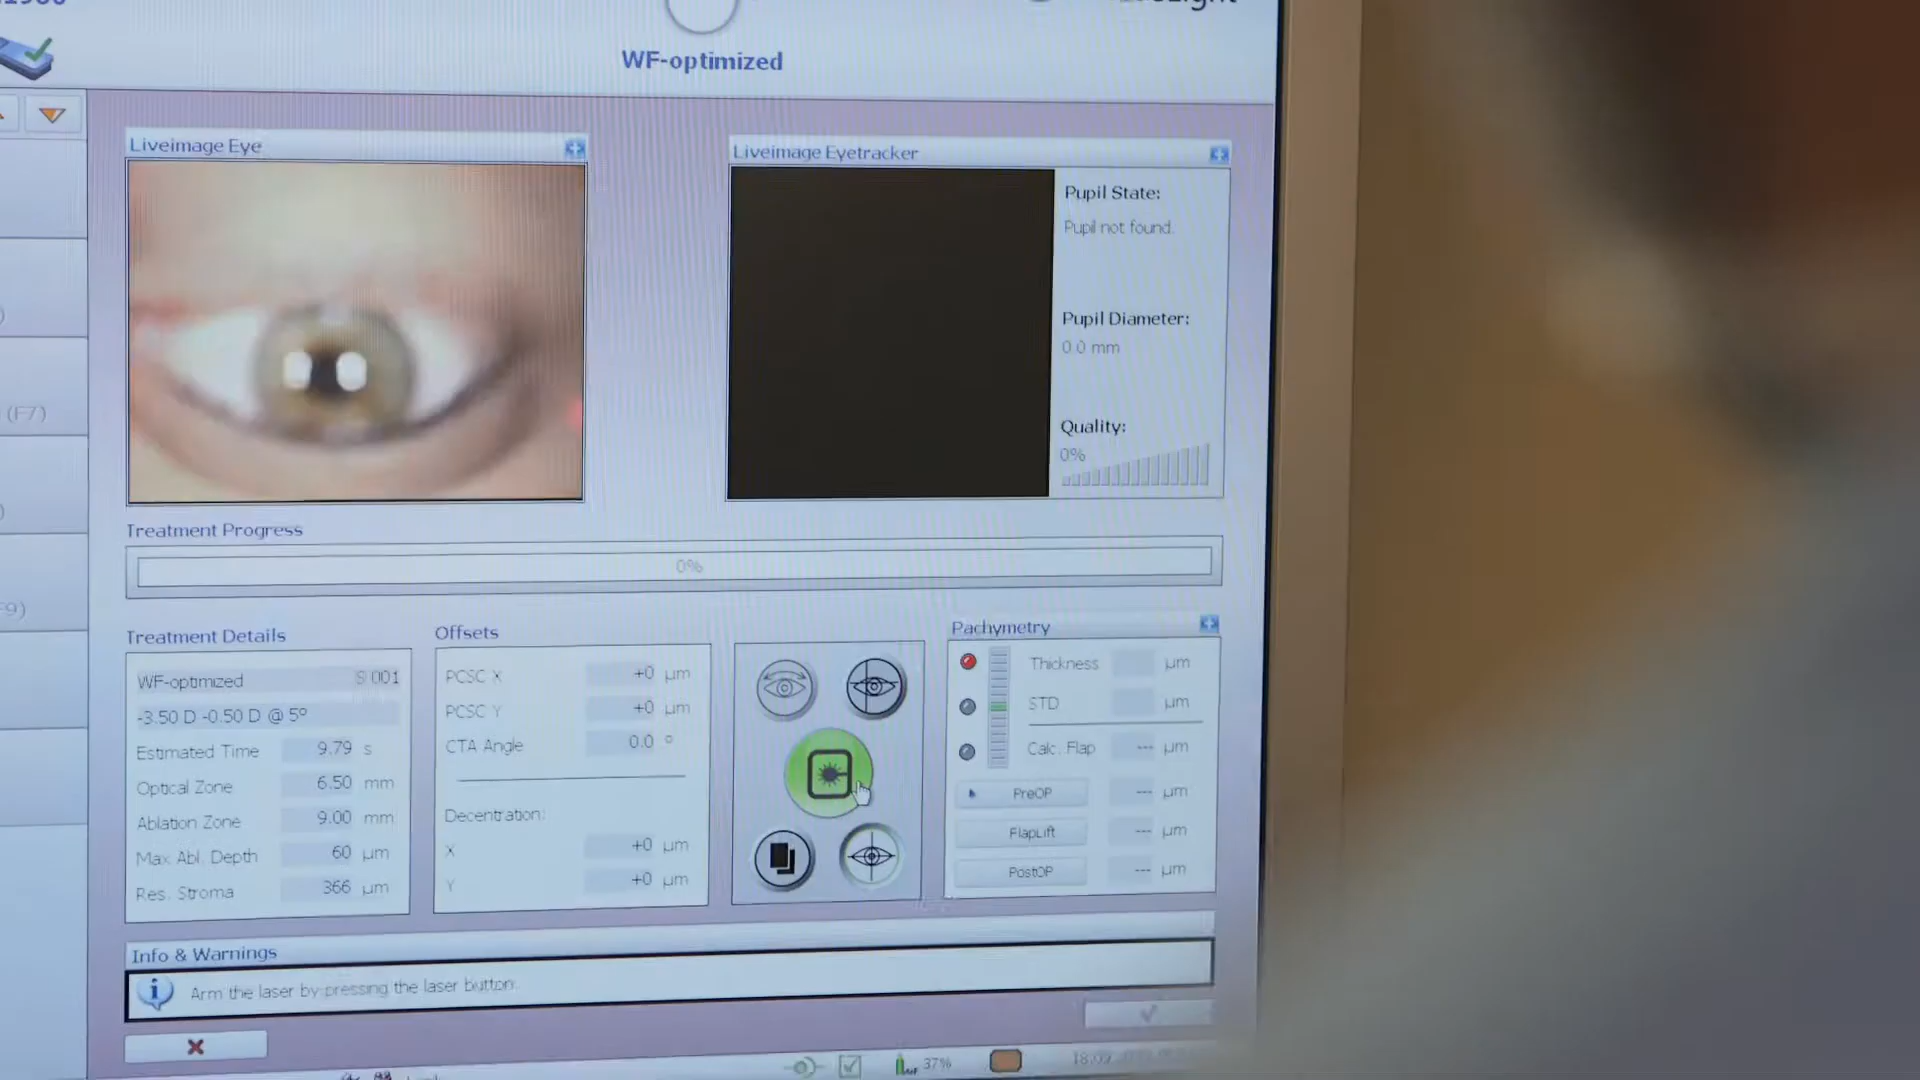 WF-optimized
Liveimage Eye
Liveimage Eyetracker
Pupil State:
Pupil not found.
Pupil Diameter:
0.0 mm
Quality:
0%
(F7)
Treatment Progress
0%
F9)
Treatment Details
WF-optimized S 001
-3.50 D -0.50 D @ 5°
Estimated Time 9.79 s
Optical Zone 6.50 mm
Ablation Zone 9.00 mm
Max Abl. Depth 60 µm
Res. Stroma 366 µm
Offsets
PCSC X +0 µm
PCSC Y +0 µm
CTA Angle 0.0 °
Decentration:
X +0 µm
Y +0 µm
Pachymetry
Thickness µm
STD µm
Calc. Flap --- µm
PreOP --- µm
FlapLift --- µm
PostOP --- µm
Info & Warnings
Arm the laser by pressing the laser button.
37%